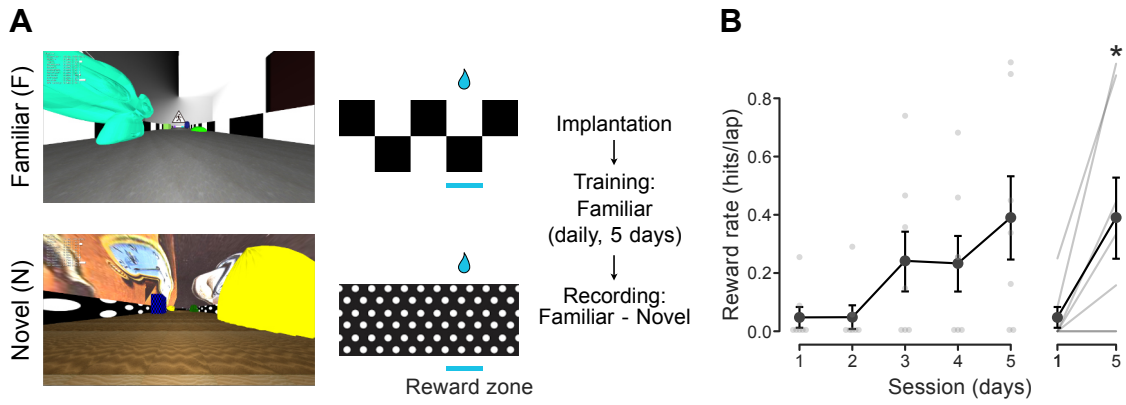 A
Familiar (F)
Novel (N)
Reward zone
Implantation
Training:
Familiar
(daily, 5 days)
Recording:
Familiar - Novel
B
Reward rate (hits/lap)
0.8
0.6
0.4
0.2
0.0
1 2 3 4 5
Session (days)
*
1 5